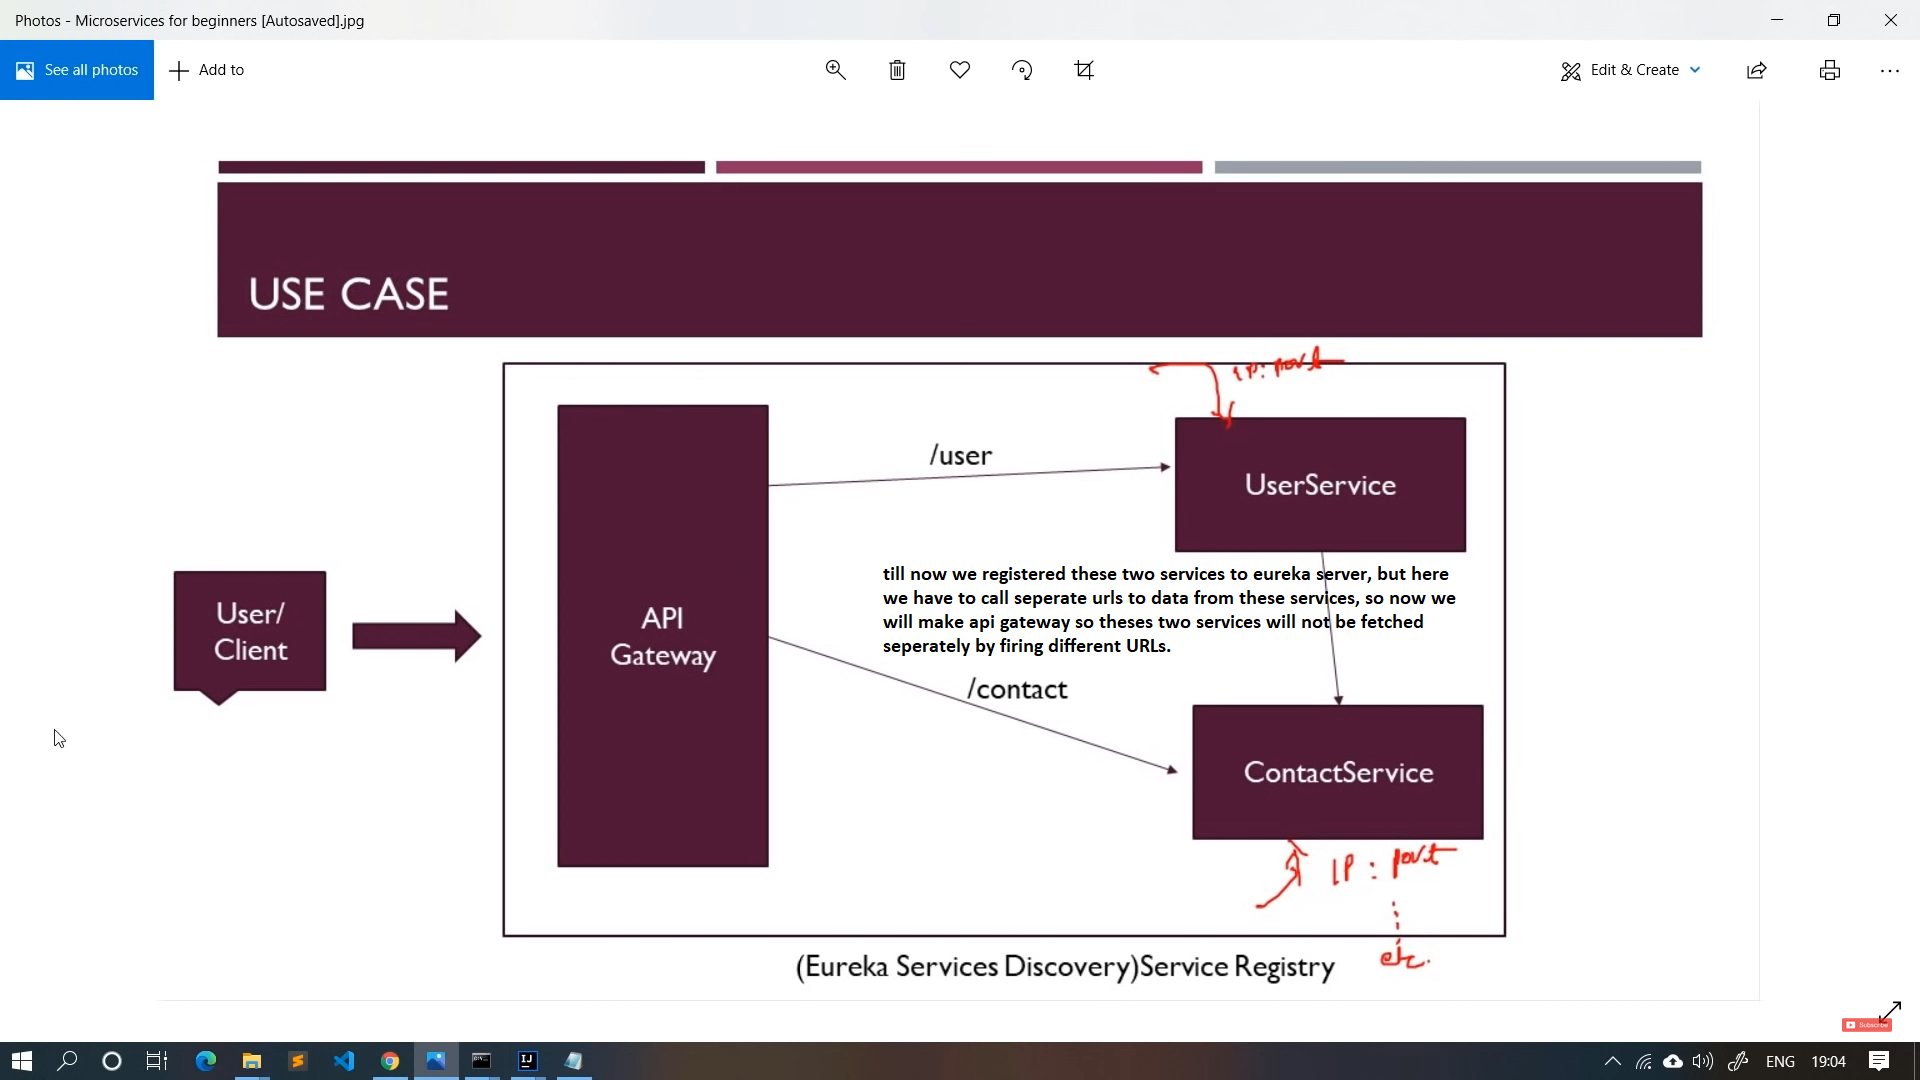 Photos - Microservices for beginners [Autosaved].jpg
See all photos
Add to
Edit & Create
USE CASE
IP: port
/user
UserService
till now we registered these two services to eureka server, but here
we have to call seperate urls to data from these services, so now we
will make api gateway so theses two services will not be fetched
seperately by firing different URLs.
User/
Client
API
Gateway
/contact
ContactService
IP : port
etc.
(Eureka Services Discovery)Service Registry
Subscribe
ENG
19:04